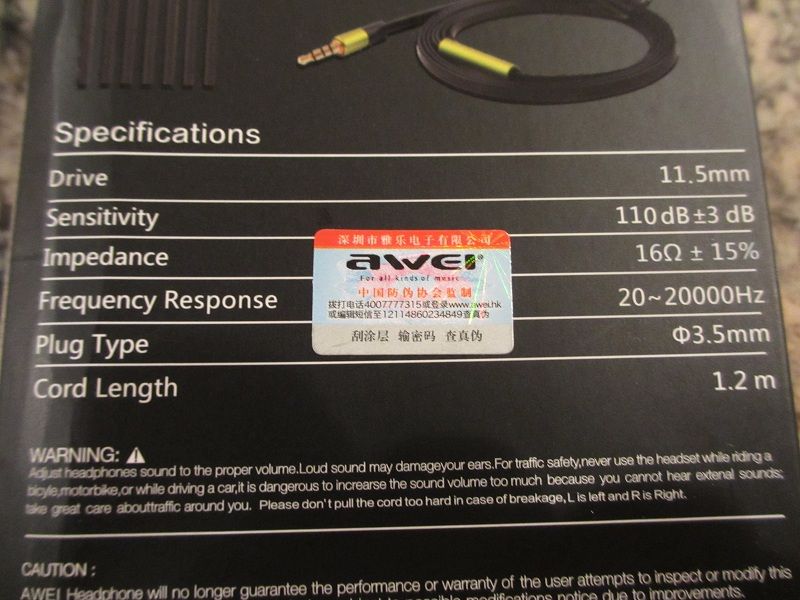 Specifications
Drive 11.5mm
Sensitivity 110 dB ±3 dB
深圳市雅乐电子有限公司
awei®
For all kinds of music
中国防伪协会监制
拨打电话4007777315或登录www.awei.hk
或编辑短信至12114860234849查真伪
刮涂层 输密码 查真伪
Impedance 16Ω ± 15%
Frequency Response 20~20000Hz
Plug Type Φ3.5mm
Cord Length 1.2 m
WARNING:
Adjust headphones sound to the proper volume.Loud sound may damageyour ears.For traffic safety,never use the headset while riding a
bicyle,motorbike,or while driving a car,it is dangerous to increarse the sound volume too much because you cannot hear extenal sounds;
take great care abouttraffic around you. Please don't pull the cord too hard in case of breakage,L is left and R is Right.
CAUTION :
AWEI Headphone will no longer guarantee the performance or warranty of the user attempts to inspect or modify this
possible modifications notice due to improvements.